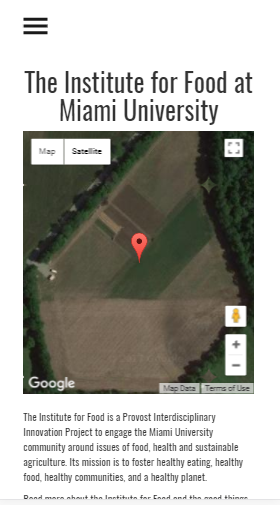 The Institute for Food at
Miami University
Map Satellite
Google
Map Data Terms of Use
The Institute for Food is a Provost Interdisciplinary
Innovation Project to engage the Miami University
community around issues of food, health and sustainable
agriculture. Its mission is to foster healthy eating, healthy
food, healthy communities, and a healthy planet.
Read more about the Institute for Food and the good things